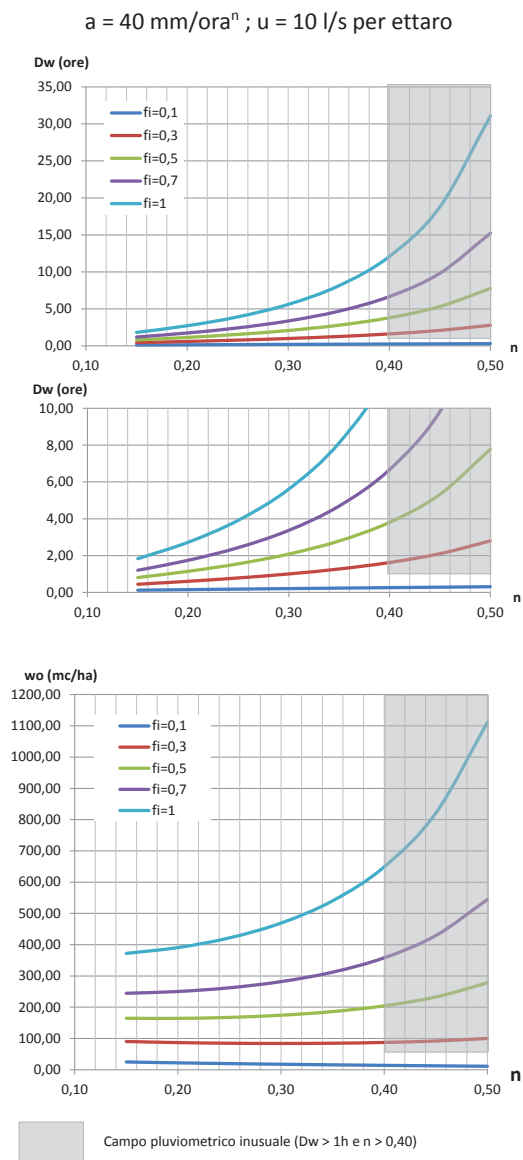 a = 40 mm/oraⁿ ; u = 10 l/s per ettaro
Dw (ore)
35,00
30,00
25,00
20,00
15,00
10,00
5,00
0,00
fi=0,1
fi=0,3
fi=0,5
fi=0,7
fi=1
0,10 0,20 0,30 0,40 0,50
n
Dw (ore)
10,00
8,00
6,00
4,00
2,00
0,00
0,10 0,20 0,30 0,40 0,50
n
wo (mc/ha)
1200,00
1100,00
1000,00
900,00
800,00
700,00
600,00
500,00
400,00
300,00
200,00
100,00
0,00
fi=0,1
fi=0,3
fi=0,5
fi=0,7
fi=1
0,10 0,20 0,30 0,40 0,50
n
Campo pluviometrico inusuale (Dw > 1h e n > 0,40)